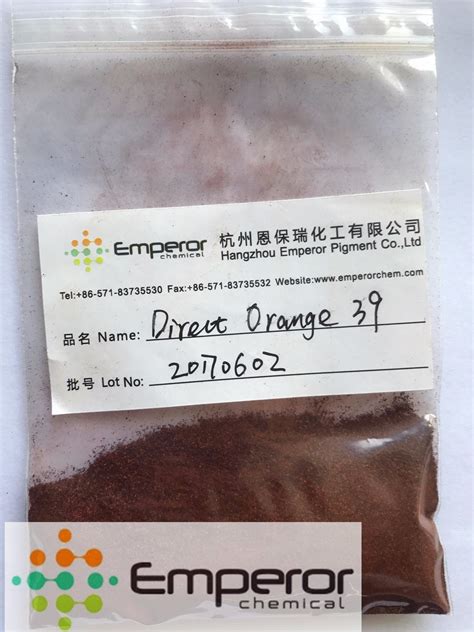 Emperor
chemical
杭州恩保瑞化工有限公司
Hangzhou Emperor Pigment Co.,Ltd
Tel:+86-571-83735530 Fax:+86-571-83735532 Website:www.emperorchem.com
品名 Name: Direct Orange 39
批号 Lot No: 20170602
Emperor
chemical